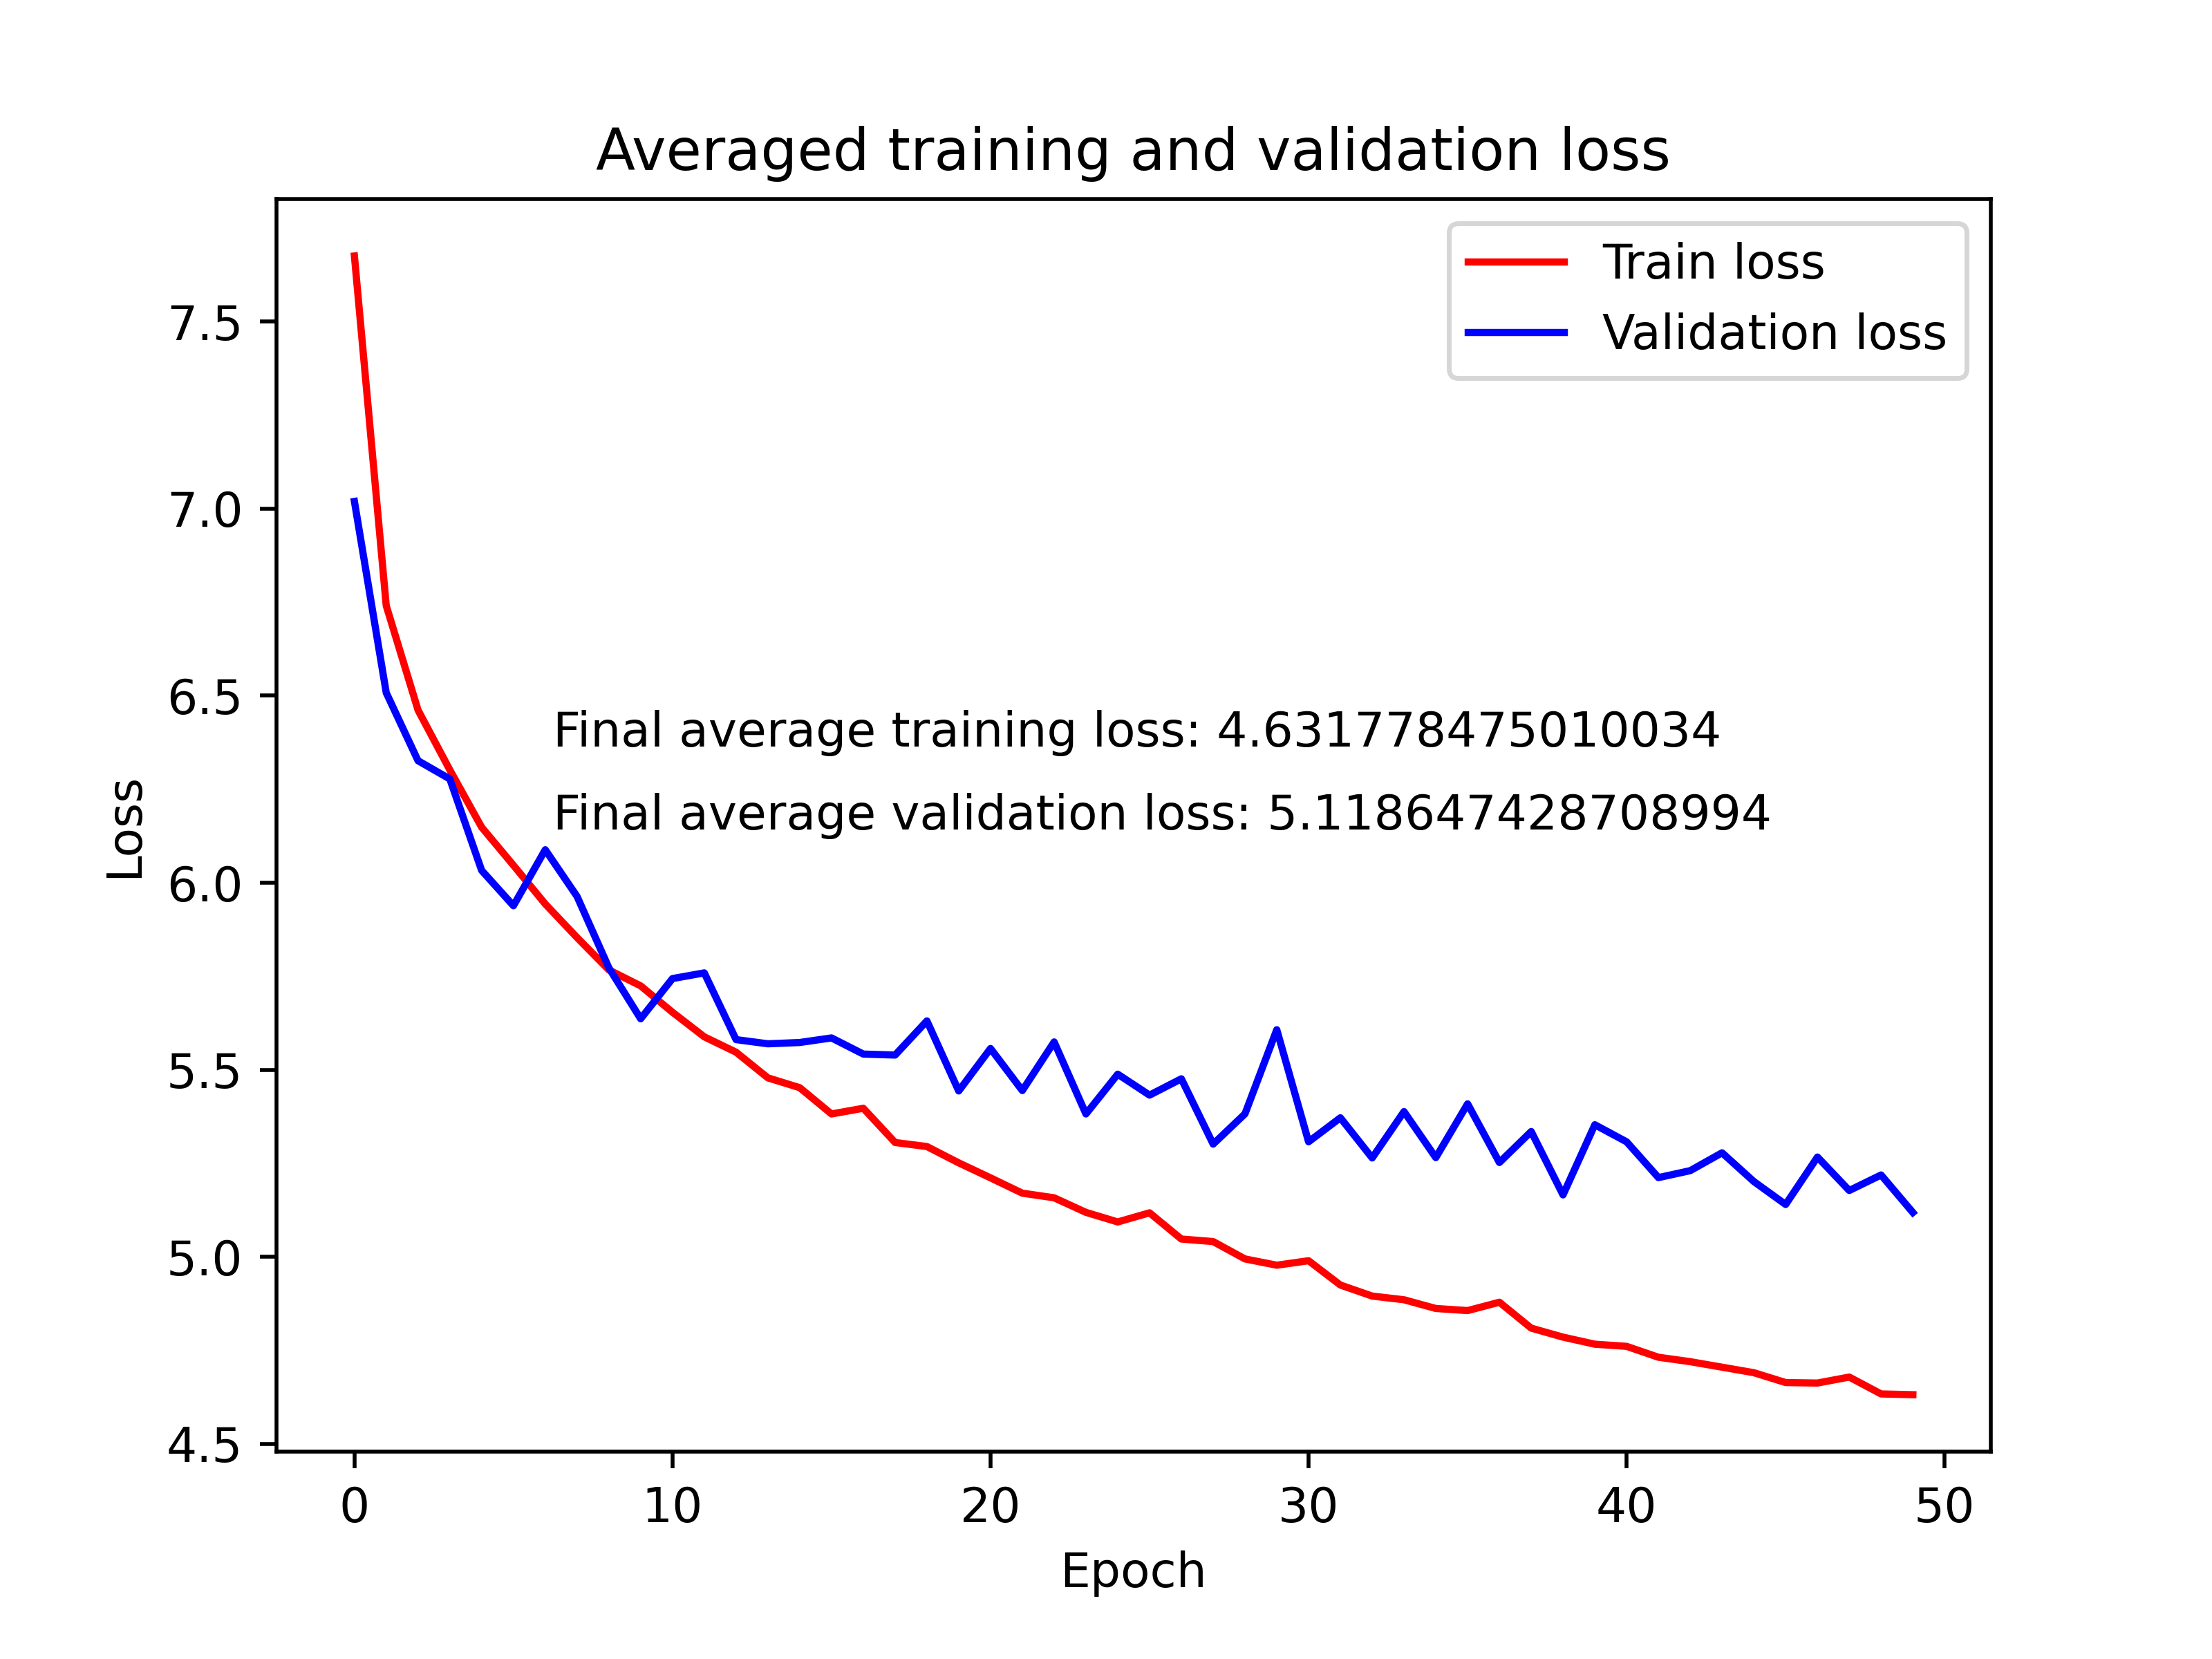 Averaged training and validation loss
Train loss
Validation loss
7.5
7.0
6.5
6.0
5.5
5.0
4.5
Loss
Final average training loss: 4.631778475010034
Final average validation loss: 5.118647428708994
0 10 20 30 40 50
Epoch